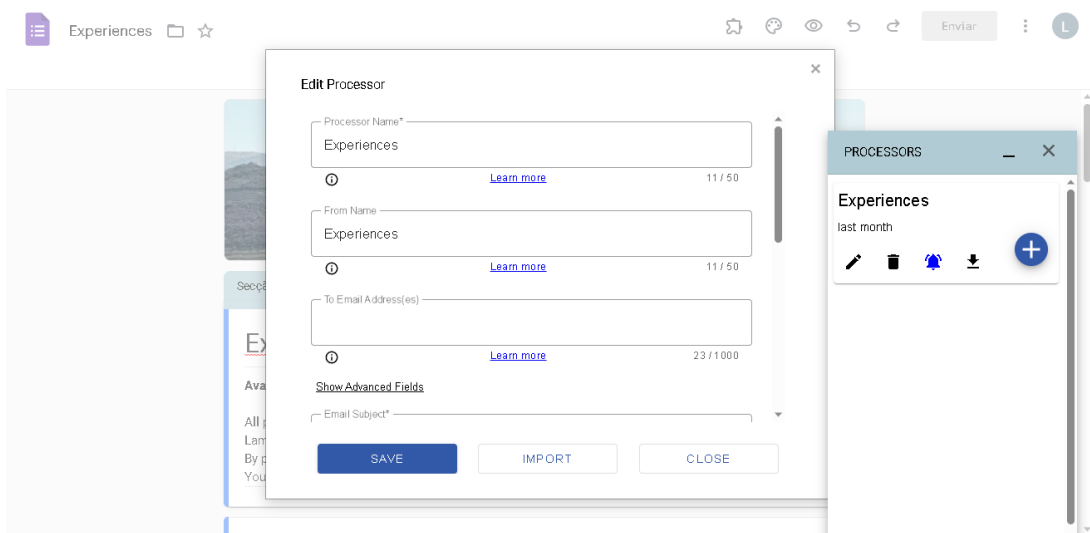 Experiences
Enviar
L
Edit Processor
Processor Name*
Experiences
Learn more
11 / 50
From Name
Experiences
Learn more
11 / 50
To Email Address(es)
Learn more
23 / 1000
Show Advanced Fields
Email Subject*
SAVE
IMPORT
CLOSE
PROCESSORS
Experiences
last month
Ava
All p
Lam
By p
You